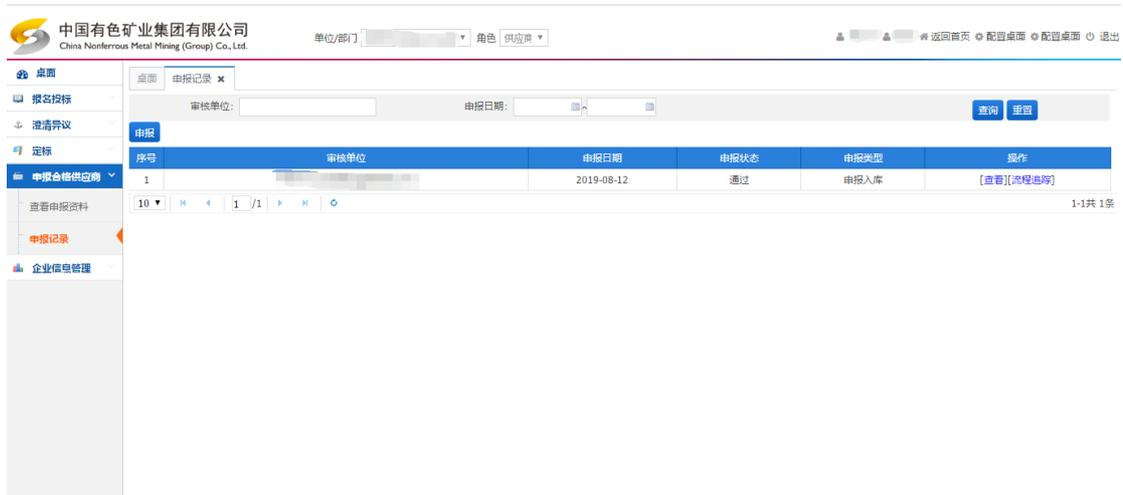 中国有色矿业集团有限公司
China Nonferrous Metal Mining (Group) Co., Ltd.
单位/部门 角色 供应商
返回首页 配置桌面 配置桌面 退出
桌面
报名投标
澄清异议
定标
申报合格供应商
查看申报资料
申报记录
企业信息管理
桌面 申报记录
审核单位: 申报日期: ~ 查询 重置
申报
序号 审核单位 申报日期 申报状态 申报类型 操作
1 2019-08-12 通过 申报入库 [查看][流程追踪]
10 1 /1 1-1共 1条